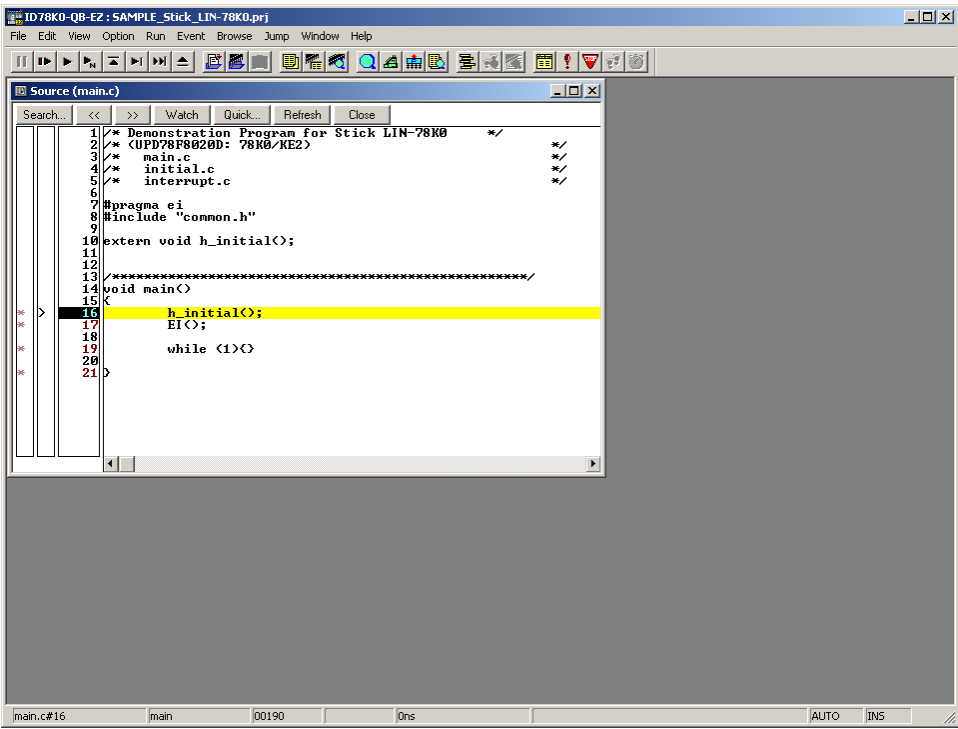 ID78K0-QB-EZ : SAMPLE_Stick_LIN-78K0.prj
File Edit View Option Run Event Browse Jump Window Help
Source (main.c)
Search... << >> Watch Quick... Refresh Close
1 /* Demonstration Program for Stick LIN-78K0 */
2 /* (UPD78F8020D: 78K0/KE2) */
3 /* main.c */
4 /* initial.c */
5 /* interrupt.c */
6
7 #pragma ei
8 #include "common.h"
9
10 extern void h_initial();
11
12
13 /****************************************************/
14 void main()
15 {
* > 16 h_initial();
* 17 EI();
18
* 19 while (1){}
20
* 21 }
main.c#16 main 00190 0ns AUTO INS